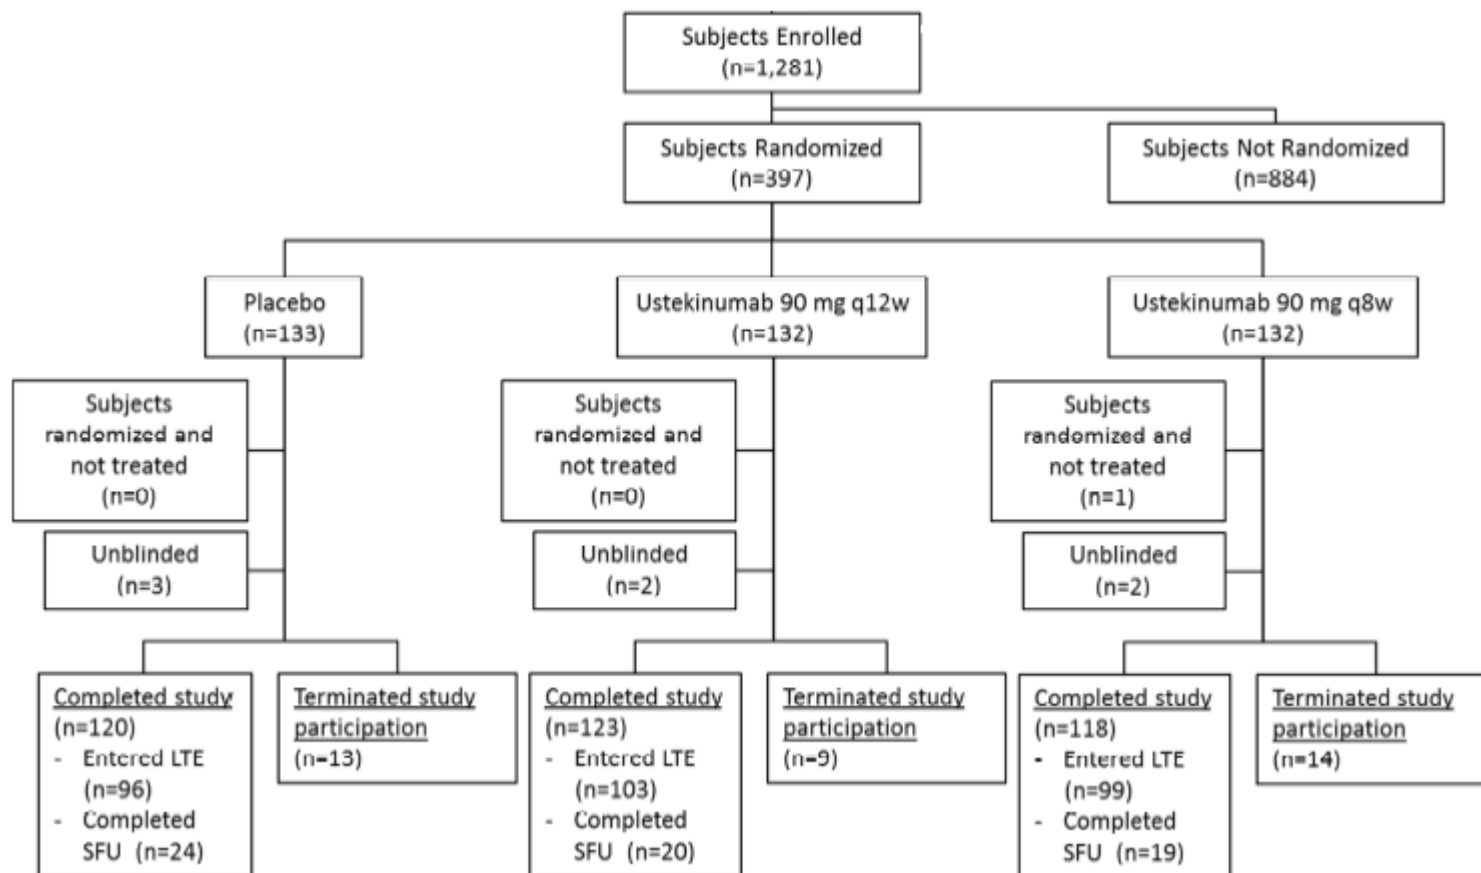 Subjects Enrolled
(n=1,281)
Subjects Randomized
(n=397)
Subjects Not Randomized
(n=884)
Placebo
(n=133)
Ustekinumab 90 mg q12w
(n=132)
Ustekinumab 90 mg q8w
(n=132)
Subjects
randomized and
not treated
(n=0)
Subjects
randomized and
not treated
(n=0)
Subjects
randomized and
not treated
(n=1)
Unblinded
(n=3)
Unblinded
(n=2)
Unblinded
(n=2)
Completed study
(n=120)
- Entered LTE
(n=96)
- Completed
SFU (n=24)
Terminated study
participation
(n=13)
Completed study
(n=123)
- Entered LTE
(n=103)
- Completed
SFU (n=20)
Terminated study
participation
(n=9)
Completed study
(n=118)
- Entered LTE
(n=99)
- Completed
SFU (n=19)
Terminated study
participation
(n=14)